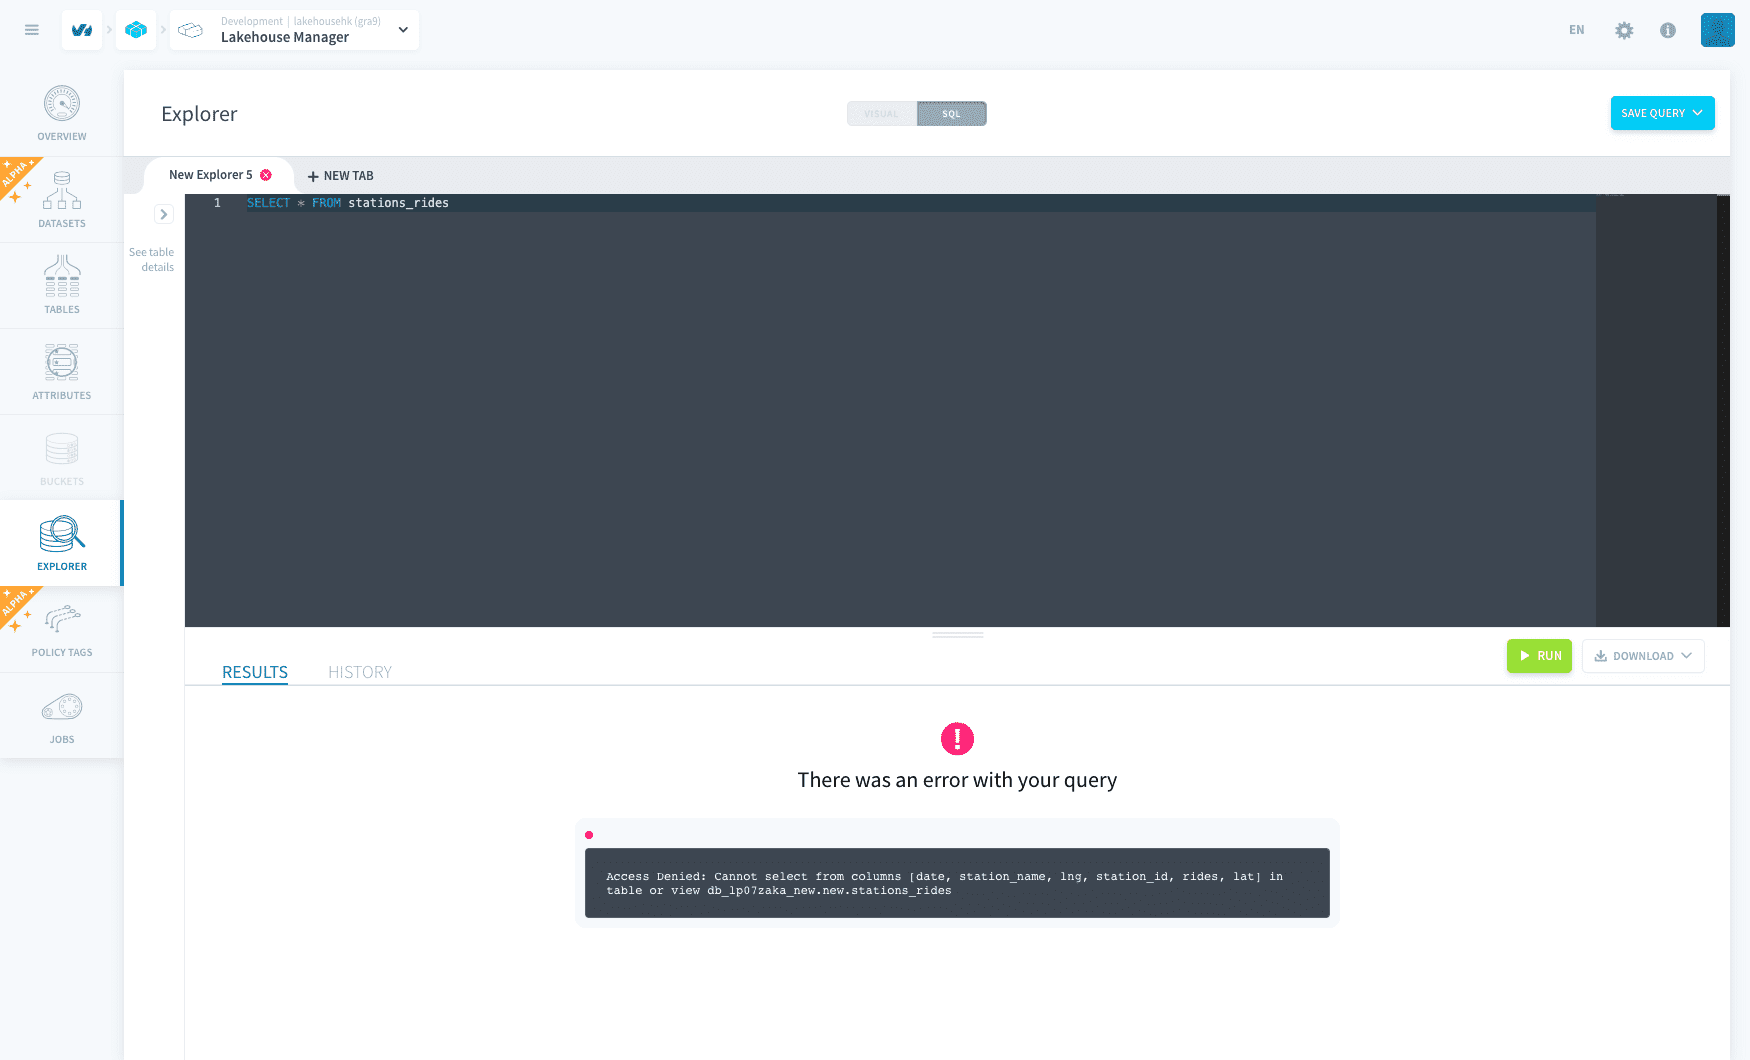 Development | lakehousehk (gra9)
Lakehouse Manager
EN
OVERVIEW
ALPHA
DATASETS
TABLES
ATTRIBUTES
BUCKETS
EXPLORER
ALPHA
POLICY TAGS
JOBS
Explorer
VISUAL
SQL
SAVE QUERY
New Explorer 5
+ NEW TAB
See table
details
1 SELECT * FROM stations_rides
RESULTS
HISTORY
RUN
DOWNLOAD
There was an error with your query
Access Denied: Cannot select from columns [date, station_name, lng, station_id, rides, lat] in
table or view db_lp07zaka_new.new.stations_rides